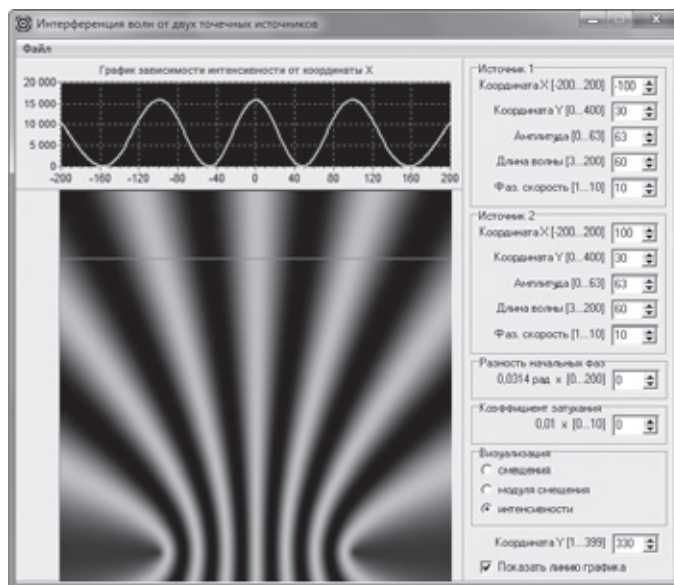 Интерференция волн от двух точечных источников
Файл
График зависимости интенсивности от координаты X
20 000
15 000
10 000
5 000
0
-200 -160 -120 -80 -40 0 40 80 120 160 200
Источник 1
Координата X [-200...200] -100
Координата Y [0...400] 30
Амплитуда [0...63] 63
Длина волны [3...200] 60
Фаз. скорость [1...10] 10
Источник 2
Координата X [-200...200] 100
Координата Y [0...400] 30
Амплитуда [0...63] 63
Длина волны [3...200] 60
Фаз. скорость [1...10] 10
Разность начальных фаз
0,0314 рад x [0...200] 0
Коэффициент затухания
0,01 x [0...10] 0
Визуализация
смещения
модуля смещения
интенсивности
Координата Y [1...399] 330
Показать линию графика